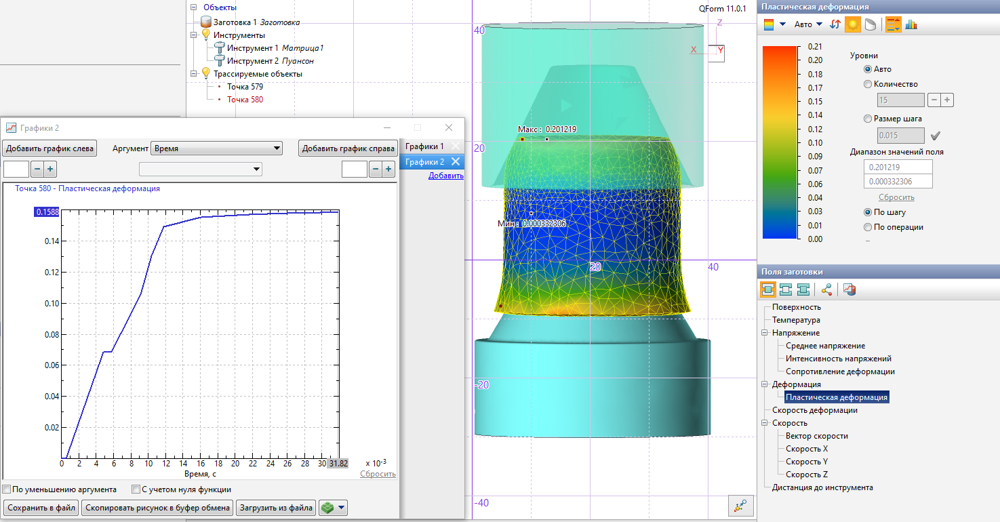 Объекты
Заготовка 1 Заготовка
Инструменты
Инструмент 1 Матрица1
Инструмент 2 Пуансон
Трассируемые объекты
Точка 579
Точка 580
QForm 11.0.1
Z
X
Y
40
20
20
40
-20
-40
Макс : 0.201219
Мин : 0.000332306
Графики 2
Добавить график слева
Аргумент
Время
Добавить график справа
Графики 1
Графики 2
Добавить
Точка 580 - Пластическая деформация
0.1588
0.14
0.12
0.10
0.08
0.06
0.04
0.02
0 2 4 6 8 10 12 14 16 18 20 22 24 26 28 30 31.82 x 10⁻³
Время, с
Сбросить
По уменьшению аргумента
С учетом нуля функции
Сохранить в файл
Скопировать рисунок в буфер обмена
Загрузить из файла
Пластическая деформация
Авто
0.21
0.20
0.18
0.17
0.15
0.14
0.12
0.10
0.09
0.07
0.06
0.04
0.03
0.01
0.00
Уровни
Авто
Количество
15
Размер шага
0.015
Диапазон значений поля
0.201219
0.000332306
Сбросить
По шагу
По операции
Поля заготовки
Поверхность
Температура
Напряжение
Среднее напряжение
Интенсивность напряжений
Сопротивление деформации
Деформация
Пластическая деформация
Скорость деформации
Скорость
Вектор скорости
Скорость X
Скорость Y
Скорость Z
Дистанция до инструмента